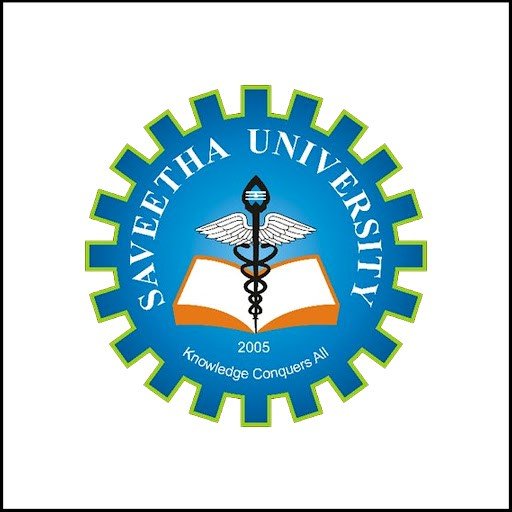 SAVEETHA UNIVERSITY
2005
Knowledge Conquers All